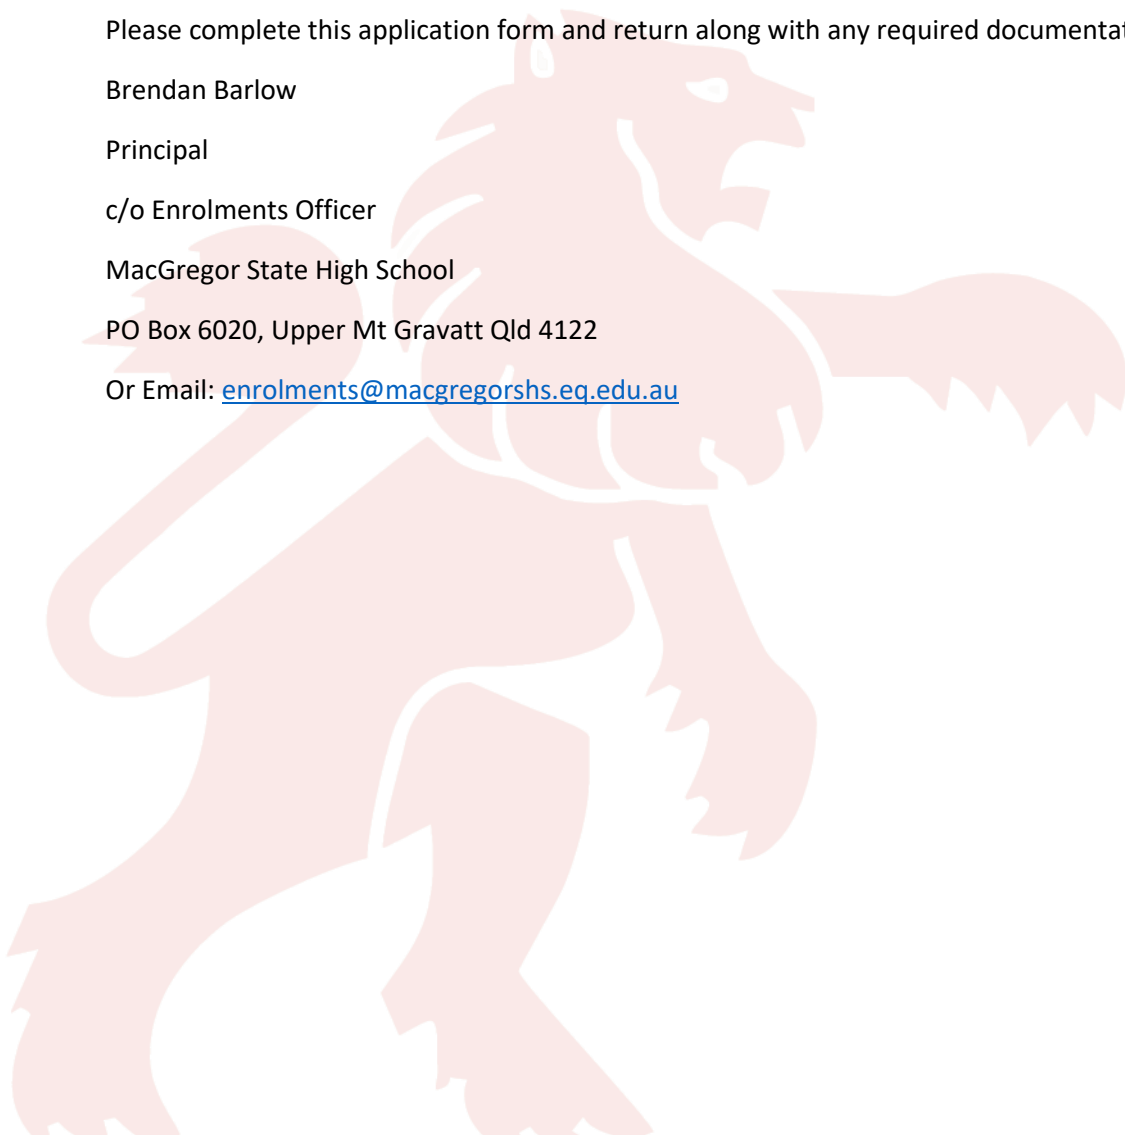 Please complete this application form and return along with any required
Brendan Barlow
Principal
c/o Enrolments Officer
MacGregor State High School
PO Box 6020, Upper Mt Gravatt Qld 4122
Or Email: enrolments@macgregorshs.eq.edu.au